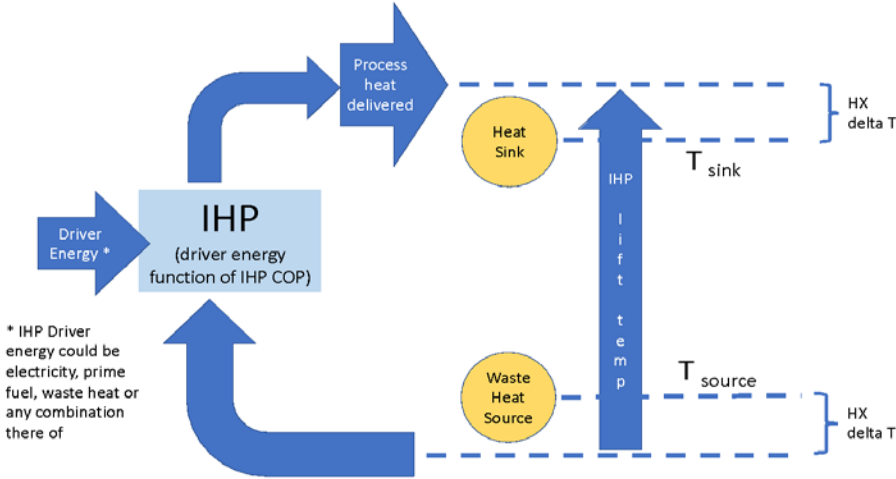 Process
heat
delivered
HX
delta T
Heat
Sink
T sink
IHP
lift temp
IHP
(driver energy
function of IHP COP)
Driver
Energy *
* IHP Driver
energy could be
electricity, prime
fuel, waste heat or
any combination
there of
Waste
Heat
Source
T source
HX
delta T